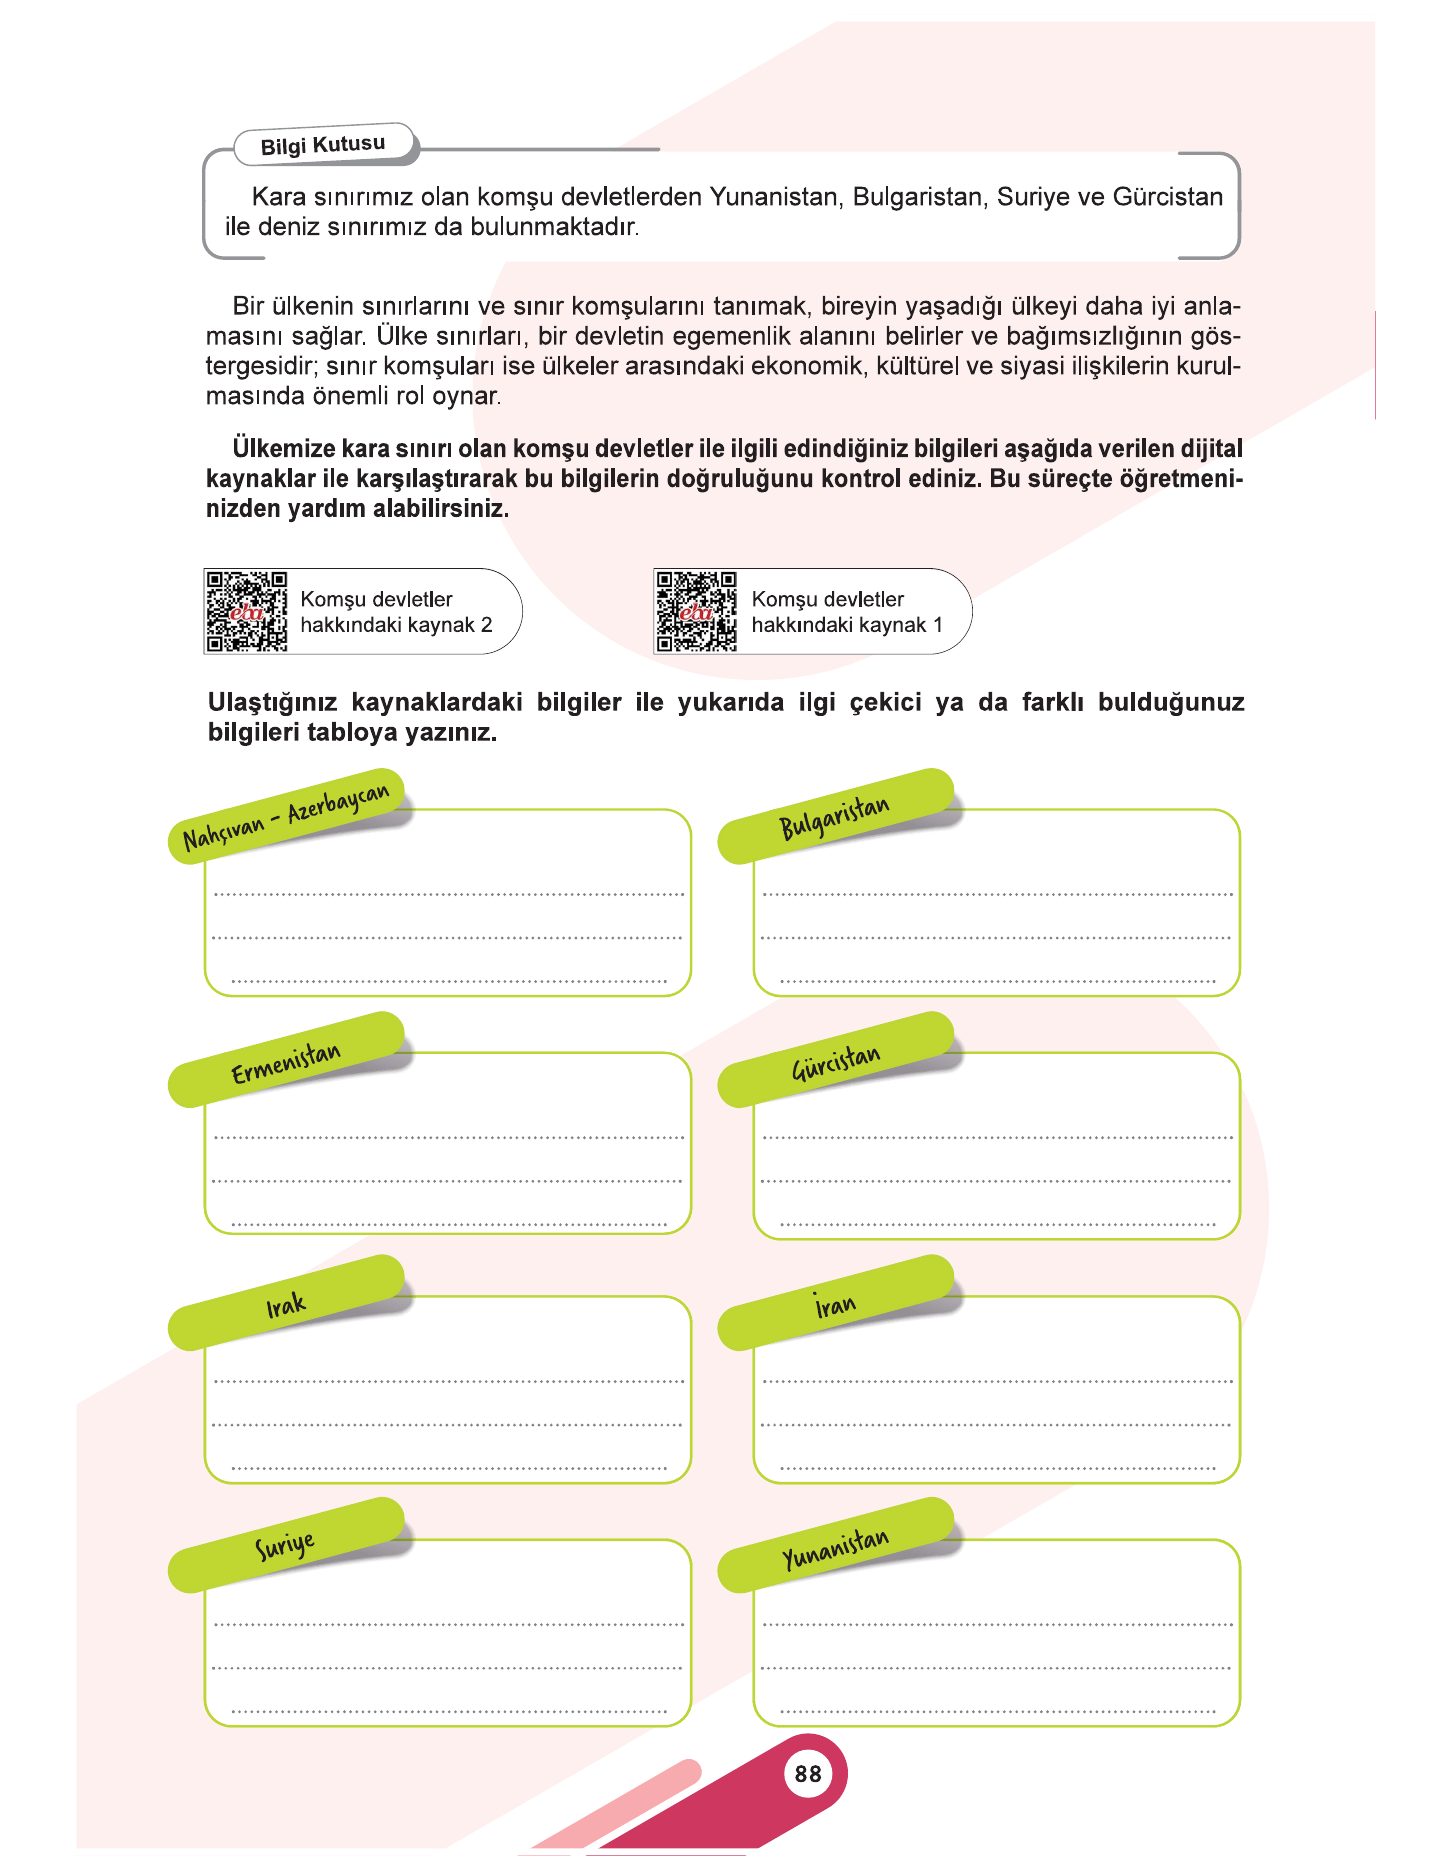 Bilgi Kutusu
Kara sınırımız olan komşu devletlerden Yunanistan, Bulgaristan, Suriye ve Gürcistan
ile deniz sınırımız da bulunmaktadır.
Bir ülkenin sınırlarını ve sınır komşularını tanımak, bireyin yaşadığı ülkeyi daha iyi anla-
masını sağlar. Ülke sınırları, bir devletin egemenlik alanını belirler ve bağımsızlığının gös-
tergesidir; sınır komşuları ise ülkeler arasındaki ekonomik, kültürel ve siyasi ilişkilerin kurul-
masında önemli rol oynar.
Ülkemize kara sınırı olan komşu devletler ile ilgili edindiğiniz bilgileri aşağıda verilen dijital
kaynaklar ile karşılaştırarak bu bilgilerin doğruluğunu kontrol ediniz. Bu süreçte öğretmeni-
nizden yardım alabilirsiniz.
eba
Komşu devletler
hakkındaki kaynak 2
eba
Komşu devletler
hakkındaki kaynak 1
Ulaştığınız kaynaklardaki bilgiler ile yukarıda ilgi çekici ya da farklı bulduğunuz
bilgileri tabloya yazınız.
Nahçıvan - Azerbaycan
Bulgaristan
Ermenistan
Gürcistan
Irak
İran
Suriye
Yunanistan
88